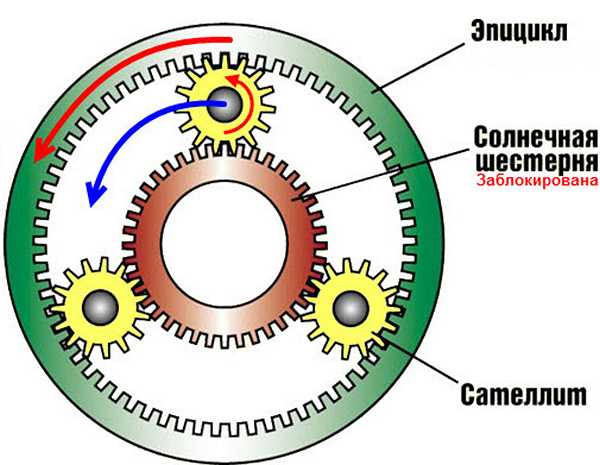 Эпицикл
Солнечная
шестерня
Заблокирована
Сателлит